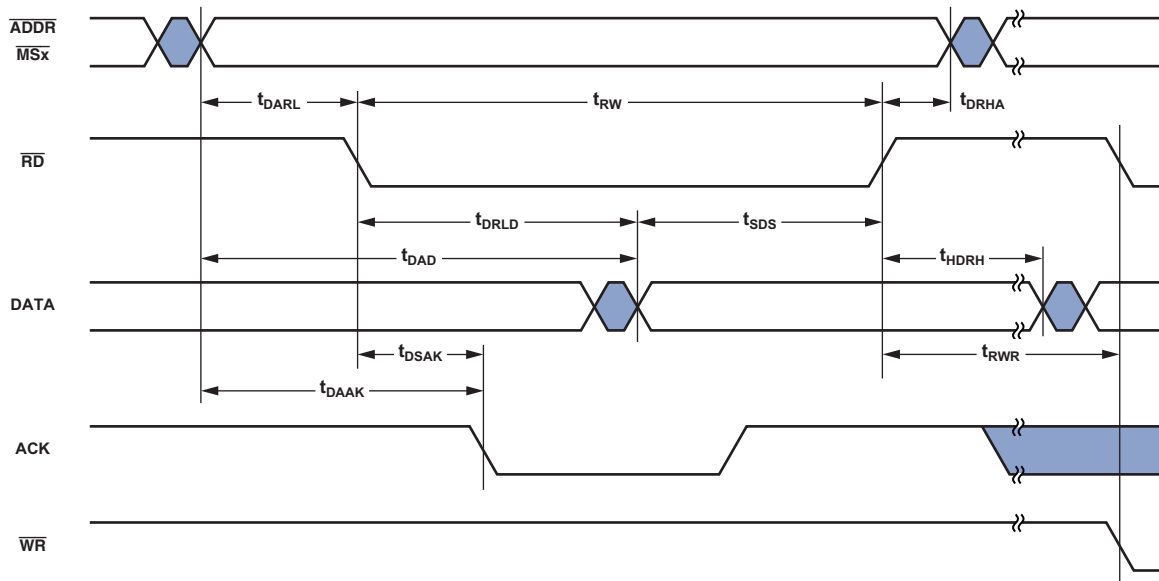 ADDR
MSx
tDARL
tRW
tDRHA
RD
tDRLD
tSDS
tDAD
tHDRH
DATA
tDSAK
tRWR
tDAAK
ACK
WR